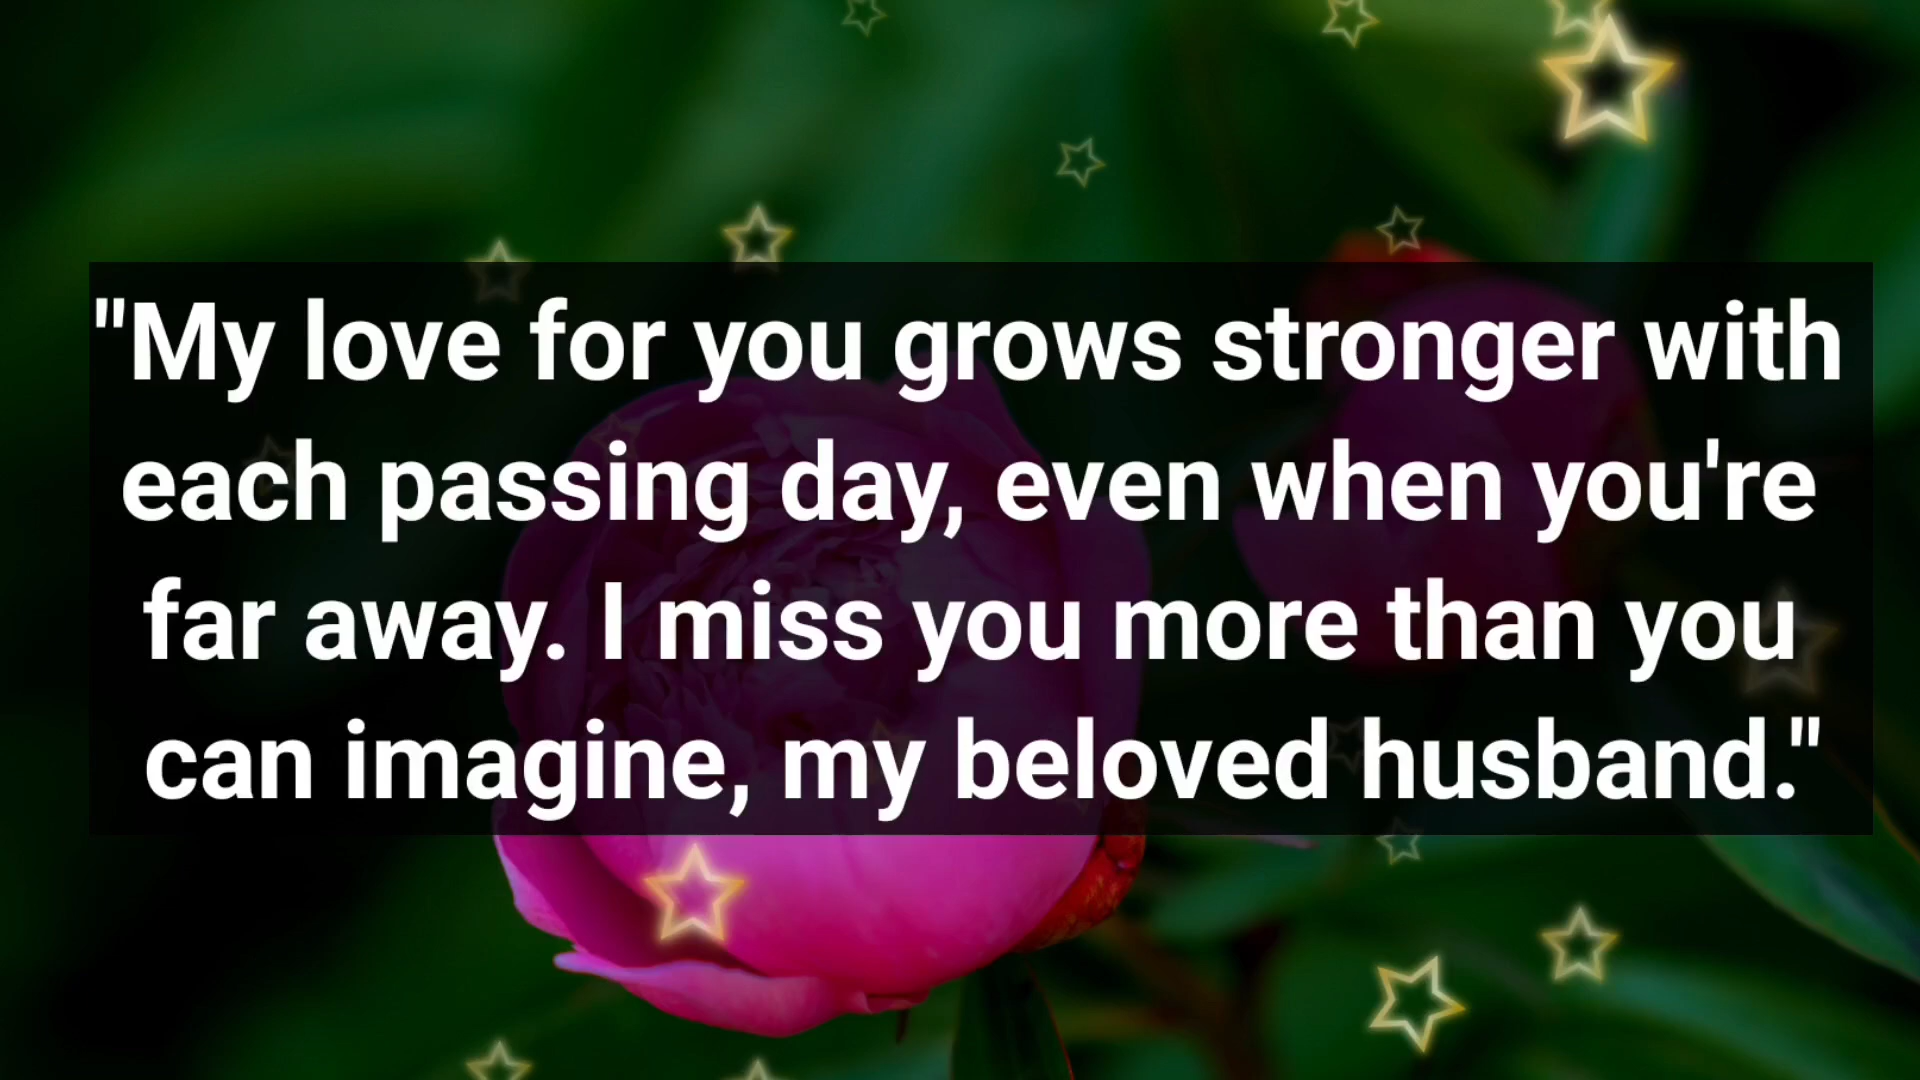 "My love for you grows stronger with
each passing day, even when you're
far away. I miss you more than you
can imagine, my beloved husband."